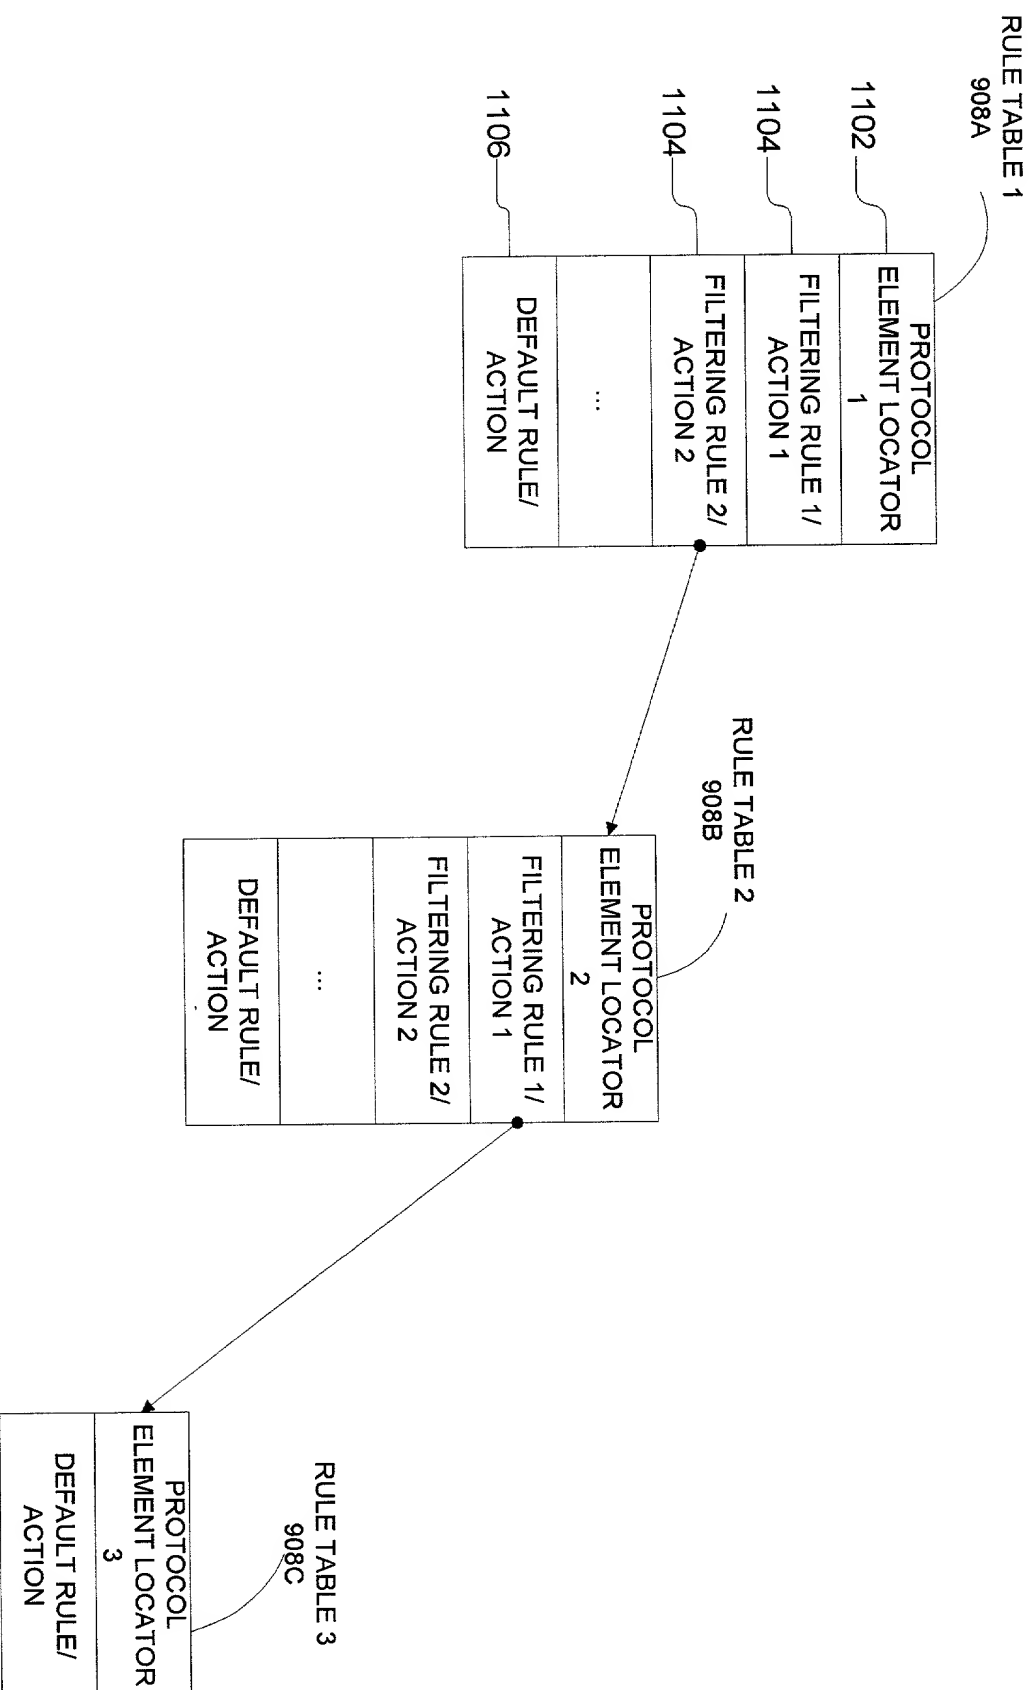 RULE TABLE 1
908A
1102
1104
1104
1106
PROTOCOL
ELEMENT LOCATOR
1
FILTERING RULE 1/
ACTION 1
FILTERING RULE 2/
ACTION 2
...
DEFAULT RULE/
ACTION
RULE TABLE 2
908B
PROTOCOL
ELEMENT LOCATOR
2
FILTERING RULE 1/
ACTION 1
FILTERING RULE 2/
ACTION 2
...
DEFAULT RULE/
ACTION
RULE TABLE 3
908C
PROTOCOL
ELEMENT LOCATOR
3
DEFAULT RULE/
ACTION